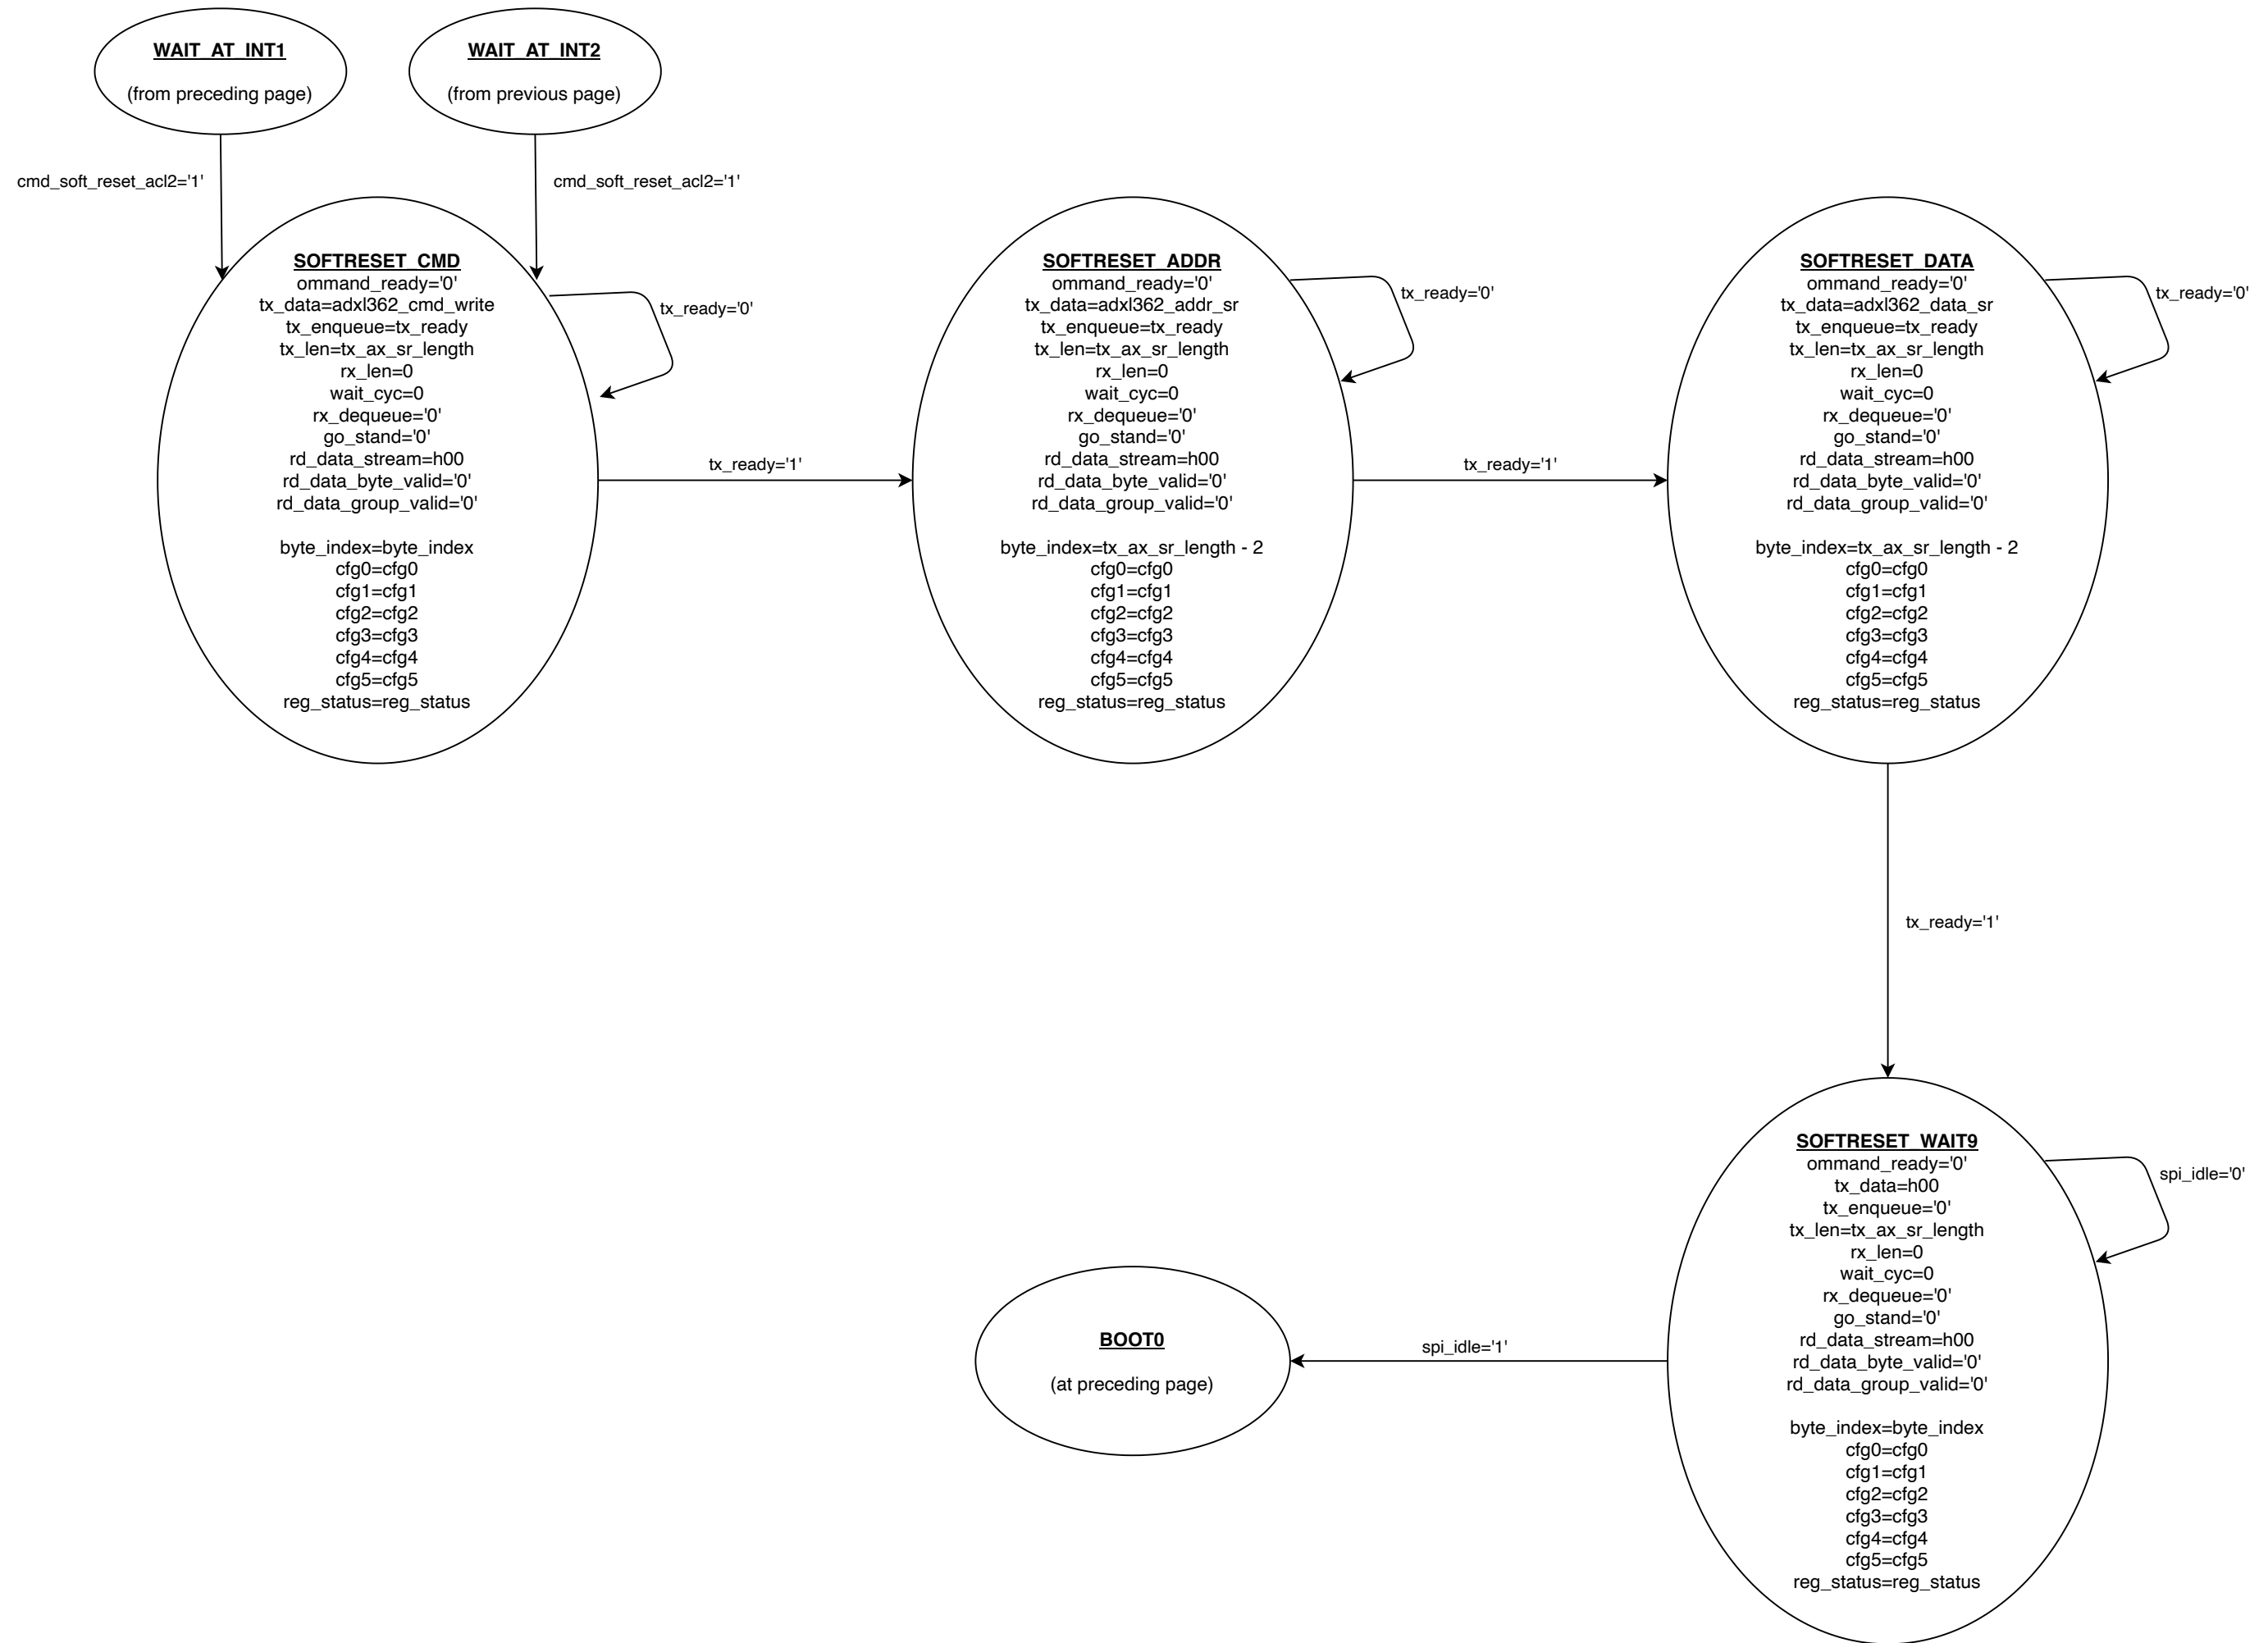 WAIT_AT_INT1
(from preceding page)
WAIT_AT_INT2
(from previous page)
cmd_soft_reset_acl2='1'
cmd_soft_reset_acl2='1'
SOFTRESET_CMD
ommand_ready='0'
tx_data=adxl362_cmd_write
tx_enqueue=tx_ready
tx_len=tx_ax_sr_length
rx_len=0
wait_cyc=0
rx_dequeue='0'
go_stand='0'
rd_data_stream=h00
rd_data_byte_valid='0'
rd_data_group_valid='0'
byte_index=byte_index
cfg0=cfg0
cfg1=cfg1
cfg2=cfg2
cfg3=cfg3
cfg4=cfg4
cfg5=cfg5
reg_status=reg_status
tx_ready='0'
tx_ready='1'
SOFTRESET_ADDR
ommand_ready='0'
tx_data=adxl362_addr_sr
tx_enqueue=tx_ready
tx_len=tx_ax_sr_length
rx_len=0
wait_cyc=0
rx_dequeue='0'
go_stand='0'
rd_data_stream=h00
rd_data_byte_valid='0'
rd_data_group_valid='0'
byte_index=tx_ax_sr_length - 2
cfg0=cfg0
cfg1=cfg1
cfg2=cfg2
cfg3=cfg3
cfg4=cfg4
cfg5=cfg5
reg_status=reg_status
tx_ready='0'
tx_ready='1'
SOFTRESET_DATA
ommand_ready='0'
tx_data=adxl362_data_sr
tx_enqueue=tx_ready
tx_len=tx_ax_sr_length
rx_len=0
wait_cyc=0
rx_dequeue='0'
go_stand='0'
rd_data_stream=h00
rd_data_byte_valid='0'
rd_data_group_valid='0'
byte_index=tx_ax_sr_length - 2
cfg0=cfg0
cfg1=cfg1
cfg2=cfg2
cfg3=cfg3
cfg4=cfg4
cfg5=cfg5
reg_status=reg_status
tx_ready='0'
tx_ready='1'
SOFTRESET_WAIT9
ommand_ready='0'
tx_data=h00
tx_enqueue='0'
tx_len=tx_ax_sr_length
rx_len=0
wait_cyc=0
rx_dequeue='0'
go_stand='0'
rd_data_stream=h00
rd_data_byte_valid='0'
rd_data_group_valid='0'
byte_index=byte_index
cfg0=cfg0
cfg1=cfg1
cfg2=cfg2
cfg3=cfg3
cfg4=cfg4
cfg5=cfg5
reg_status=reg_status
spi_idle='0'
spi_idle='1'
BOOT0
(at preceding page)